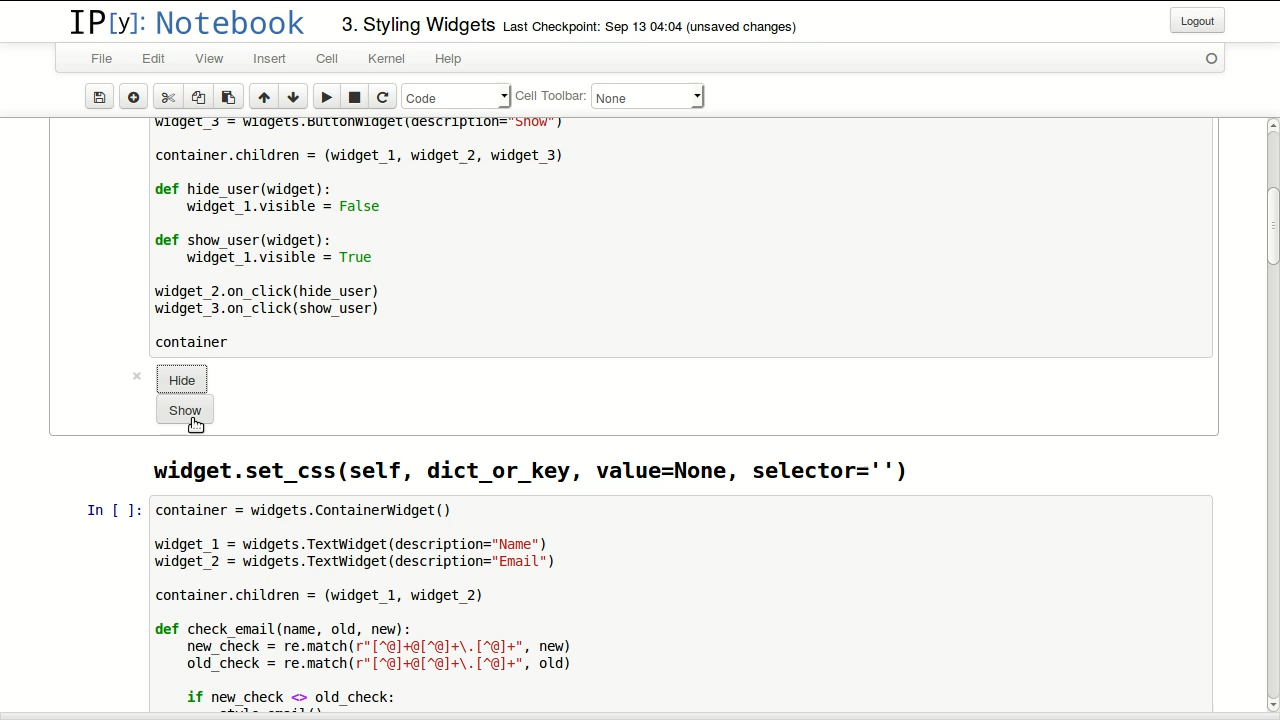 IP[y]: Notebook 3. Styling Widgets Last Checkpoint: Sep 13 04:04 (unsaved changes) Logout
File Edit View Insert Cell Kernel Help
Code Cell Toolbar: None
widget_3 = widgets.ButtonWidget(description="Show")
container.children = (widget_1, widget_2, widget_3)
def hide_user(widget):
widget_1.visible = False
def show_user(widget):
widget_1.visible = True
widget_2.on_click(hide_user)
widget_3.on_click(show_user)
container
× Hide
Show
widget.set_css(self, dict_or_key, value=None, selector='')
In [ ]: container = widgets.ContainerWidget()
widget_1 = widgets.TextWidget(description="Name")
widget_2 = widgets.TextWidget(description="Email")
container.children = (widget_1, widget_2)
def check_email(name, old, new):
new_check = re.match(r"[^@]+@[^@]+\.[^@]+", new)
old_check = re.match(r"[^@]+@[^@]+\.[^@]+", old)
if new_check <> old_check: